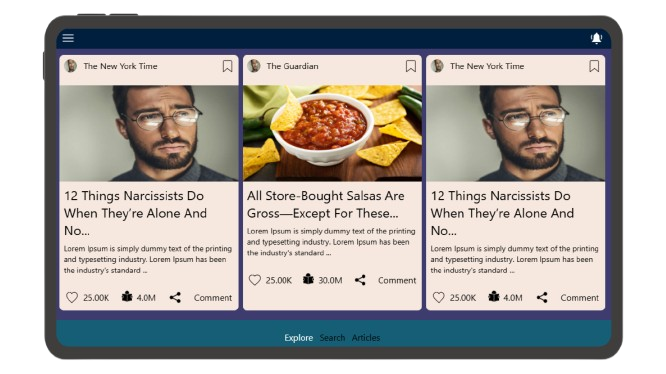 The New York Time
12 Things Narcissists Do
When They're Alone And
No...
Lorem Ipsum is simply dummy text of the printing
and typesetting industry. Lorem Ipsum has been
the industry's standard ...
25.00K 4.0M Comment
The Guardian
All Store-Bought Salsas Are
Gross—Except For These...
Lorem Ipsum is simply dummy text of the printing
and typesetting industry. Lorem Ipsum has been
the industry's standard ...
25.00K 30.0M Comment
The New York Time
12 Things Narcissists Do
When They're Alone And
No...
Lorem Ipsum is simply dummy text of the printing
and typesetting industry. Lorem Ipsum has been
the industry's standard ...
25.00K 4.0M Comment
Explore Search Articles